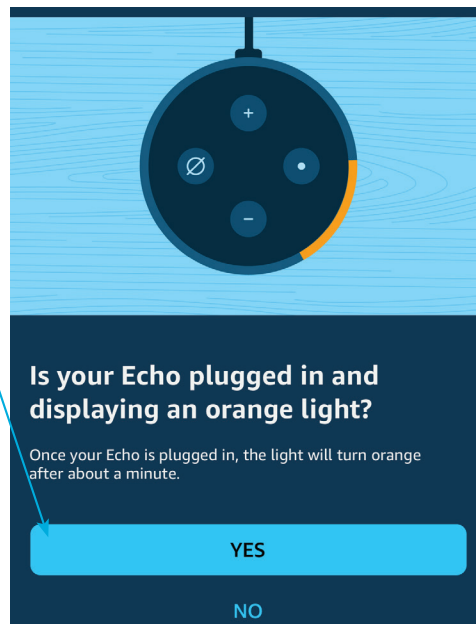 +
−
Is your Echo plugged in and
displaying an orange light?
Once your Echo is plugged in, the light will turn orange
after about a minute.
YES
NO